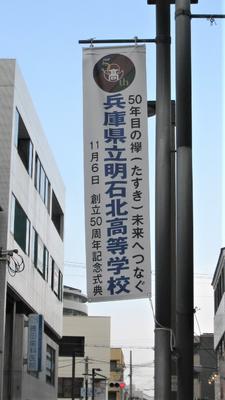 50th
高
50年目の襷(たすき)未来へつなぐ
兵庫県立明石北高等学校
11月6日 創立50周年記念式典